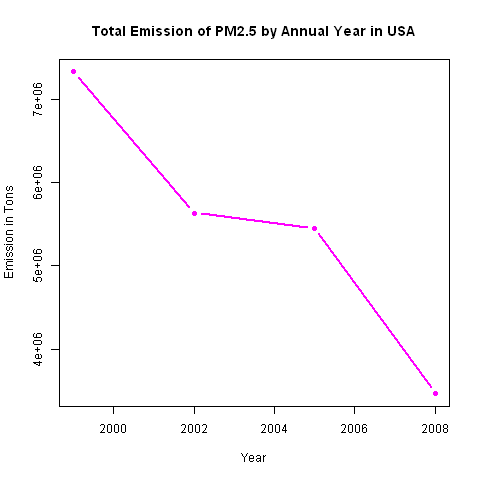 Total Emission of PM2.5 by Annual Year in USA
Emission in Tons
7e+06
6e+06
5e+06
4e+06
2000 2002 2004 2006 2008
Year